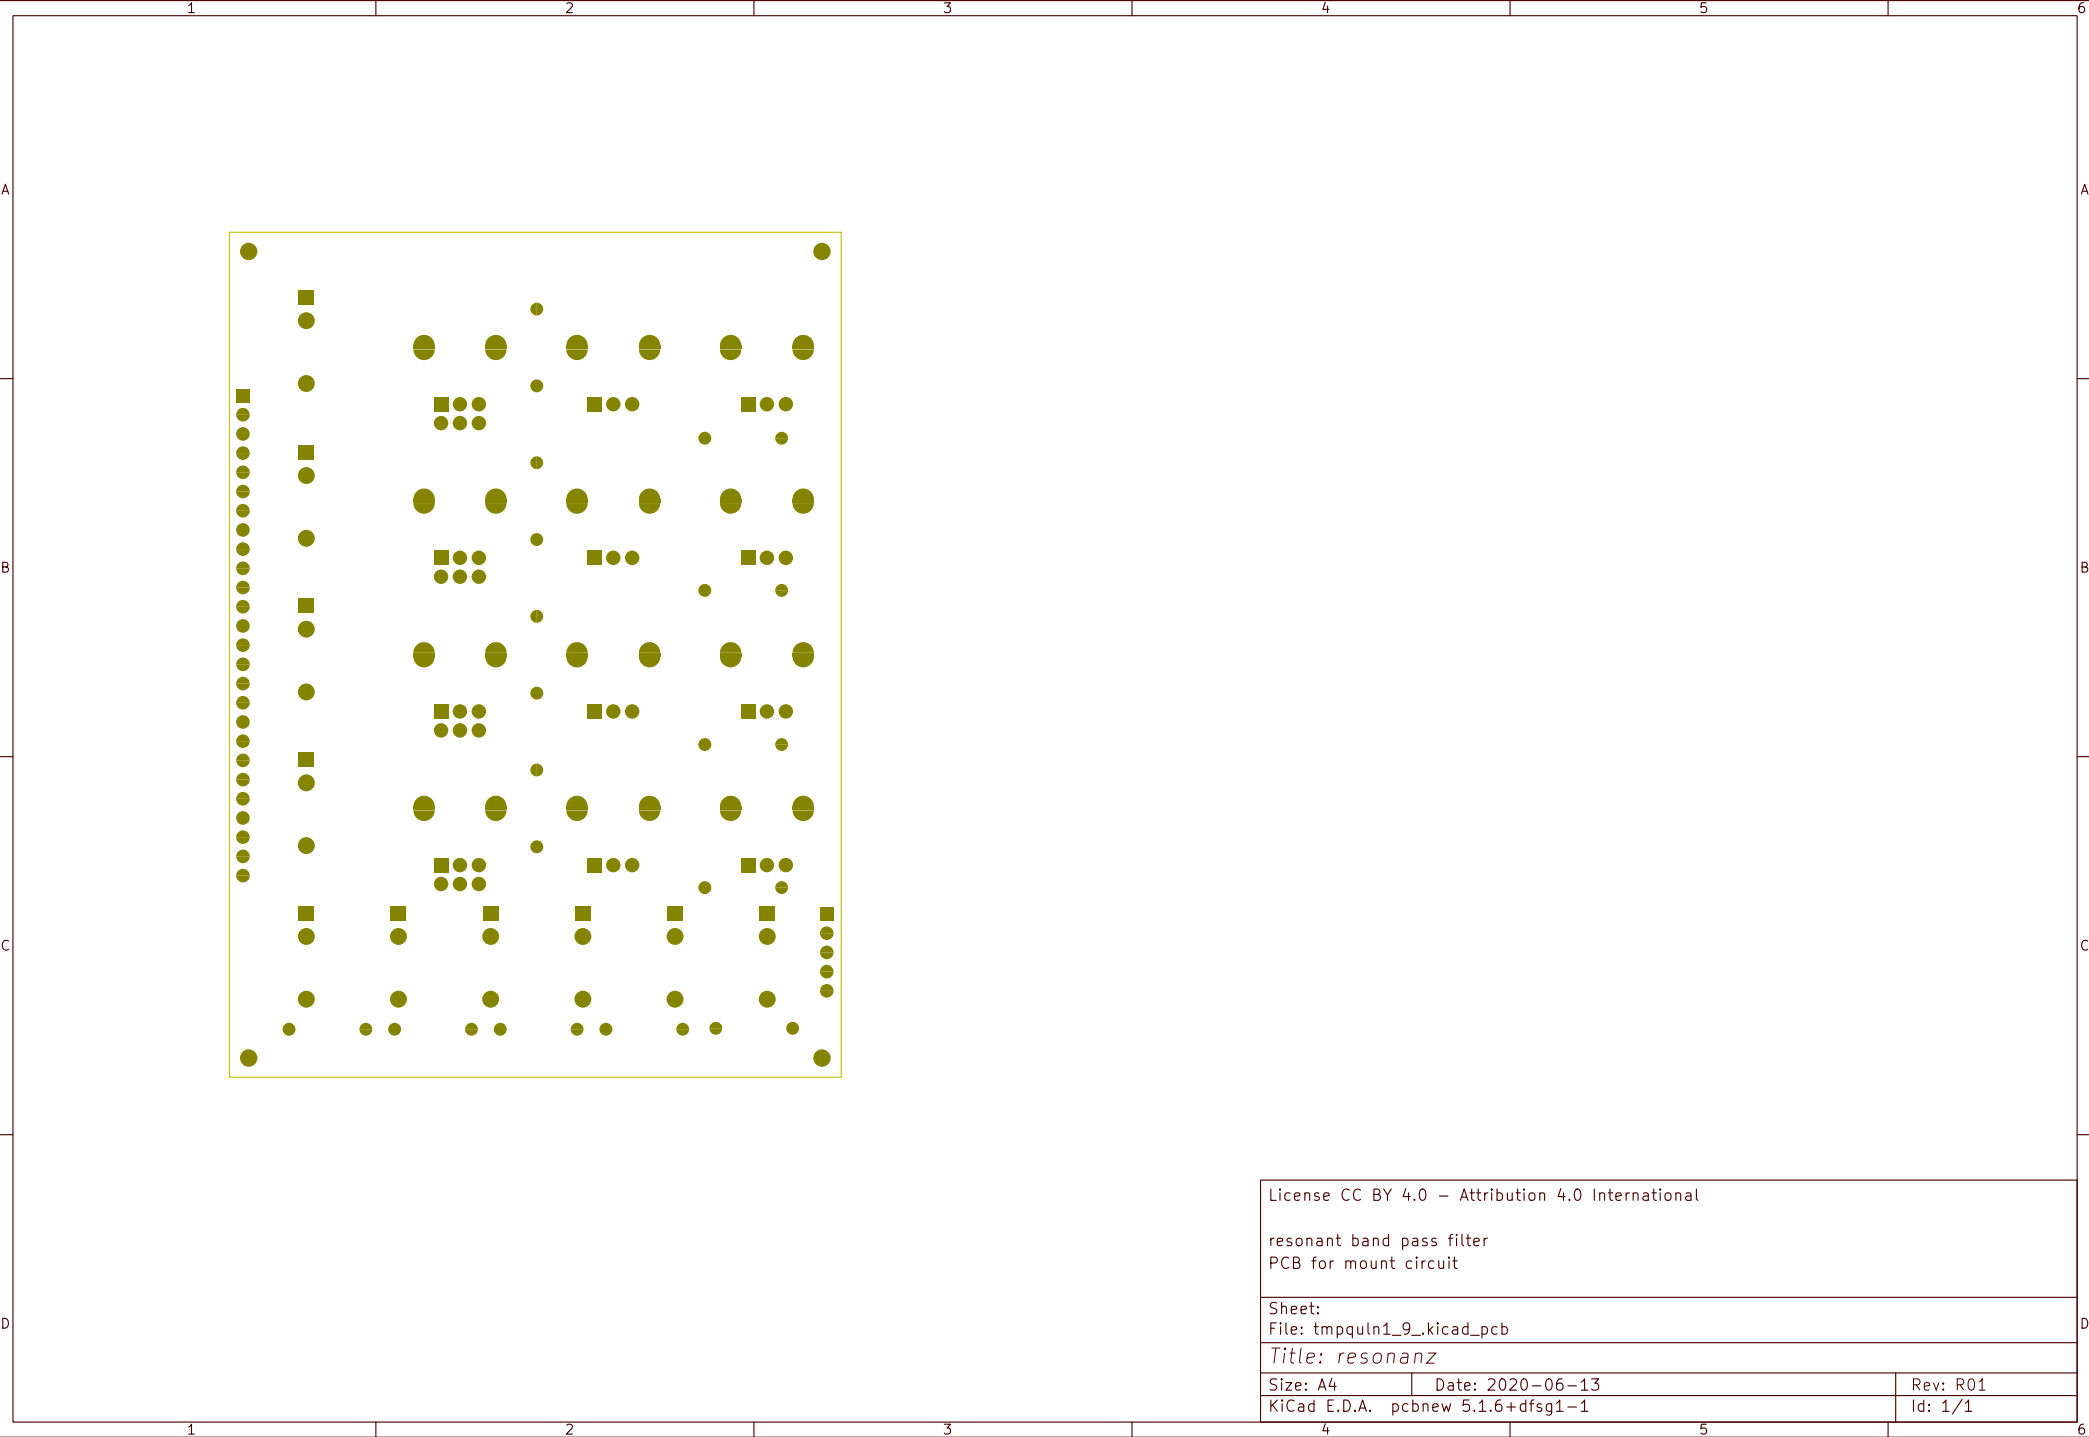 1 2 3 4 5 6
A A
B B
C C
D D
License CC BY 4.0 - Attribution 4.0 International
resonant band pass filter
PCB for mount circuit
Sheet:
File: tmpquln1_9_.kicad_pcb
Title: resonanz
Size: A4 Date: 2020-06-13 Rev: R01
KiCad E.D.A. pcbnew 5.1.6+dfsg1-1 Id: 1/1
1 2 3 4 5 6